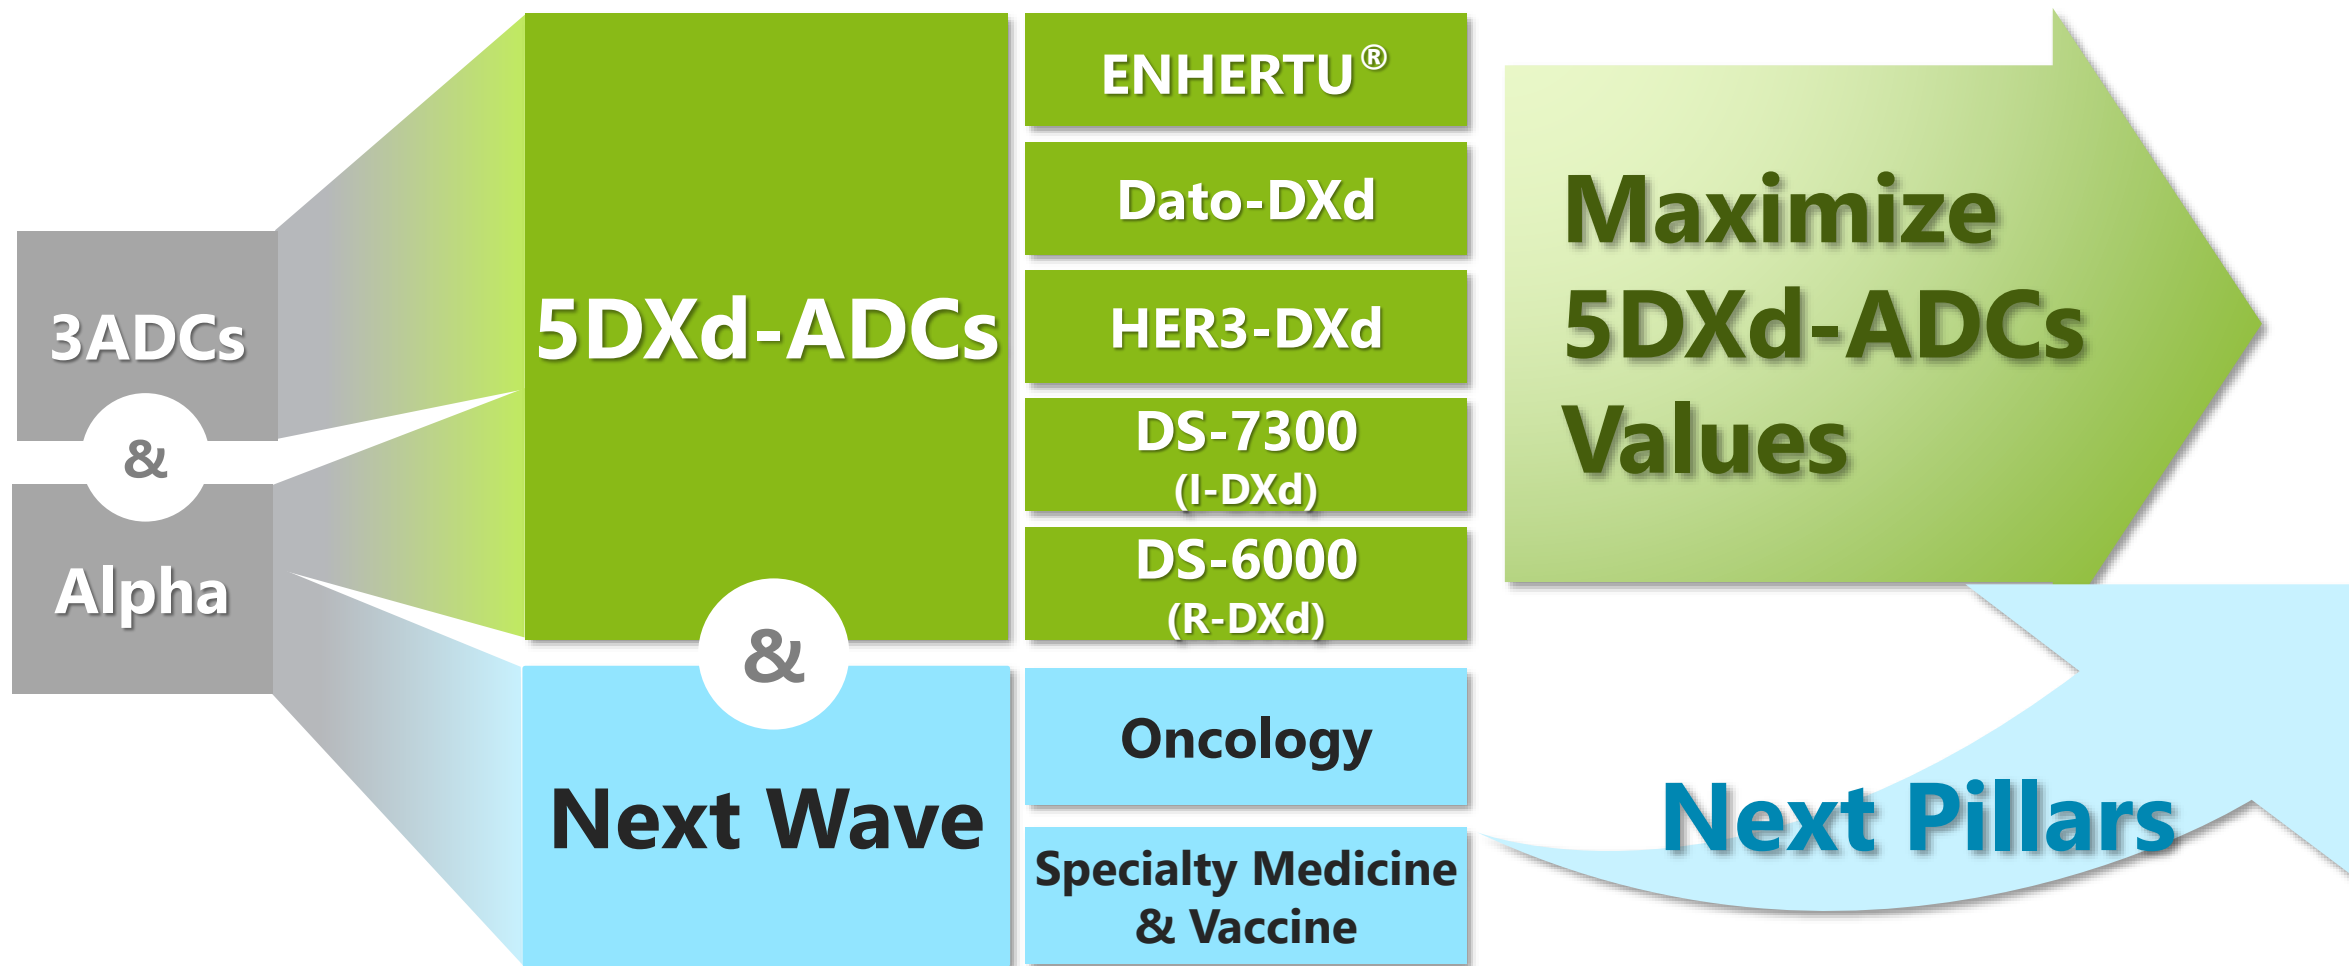 3ADCs
&
Alpha
5DXd-ADCs
&
Next Wave
ENHERTU®
Dato-DXd
HER3-DXd
DS-7300
(I-DXd)
DS-6000
(R-DXd)
Oncology
Specialty Medicine
& Vaccine
Maximize
5DXd-ADCs
Values
Next Pillars